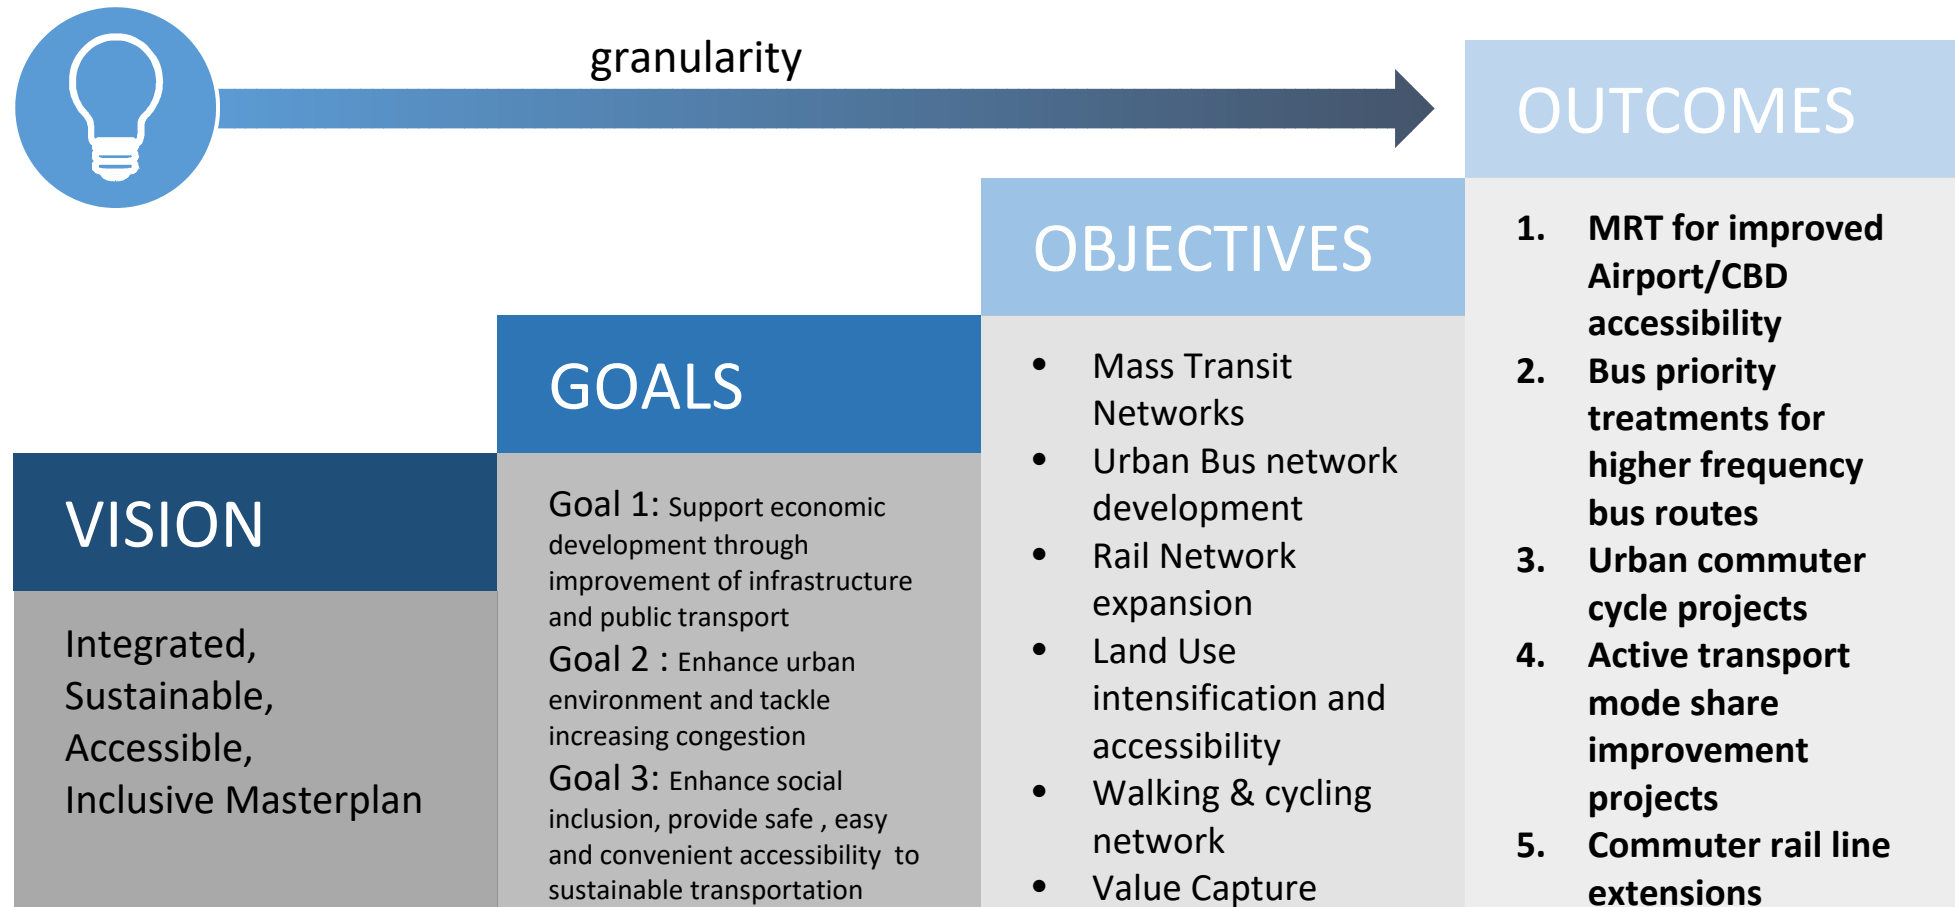 granularity
VISION
Integrated,
Sustainable,
Accessible,
Inclusive Masterplan
GOALS
Goal 1: Support economic
development through
improvement of infrastructure
and public transport
Goal 2 : Enhance urban
environment and tackle
increasing congestion
Goal 3: Enhance social
inclusion, provide safe , easy
and convenient accessibility to
sustainable transportation
OBJECTIVES
• Mass Transit
Networks
• Urban Bus network
development
• Rail Network
expansion
• Land Use
intensification and
accessibility
• Walking & cycling
network
• Value Capture
OUTCOMES
1. MRT for improved
Airport/CBD
accessibility
2. Bus priority
treatments for
higher frequency
bus routes
3. Urban commuter
cycle projects
4. Active transport
mode share
improvement
projects
5. Commuter rail line
extensions